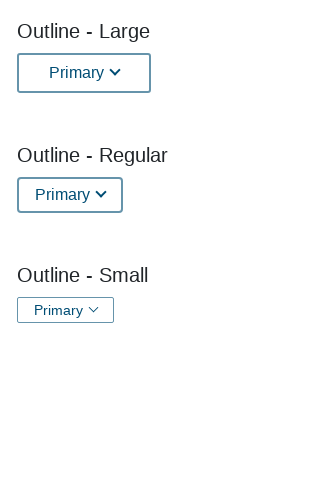 Outline - Large
Primary
Outline - Regular
Primary
Outline - Small
Primary